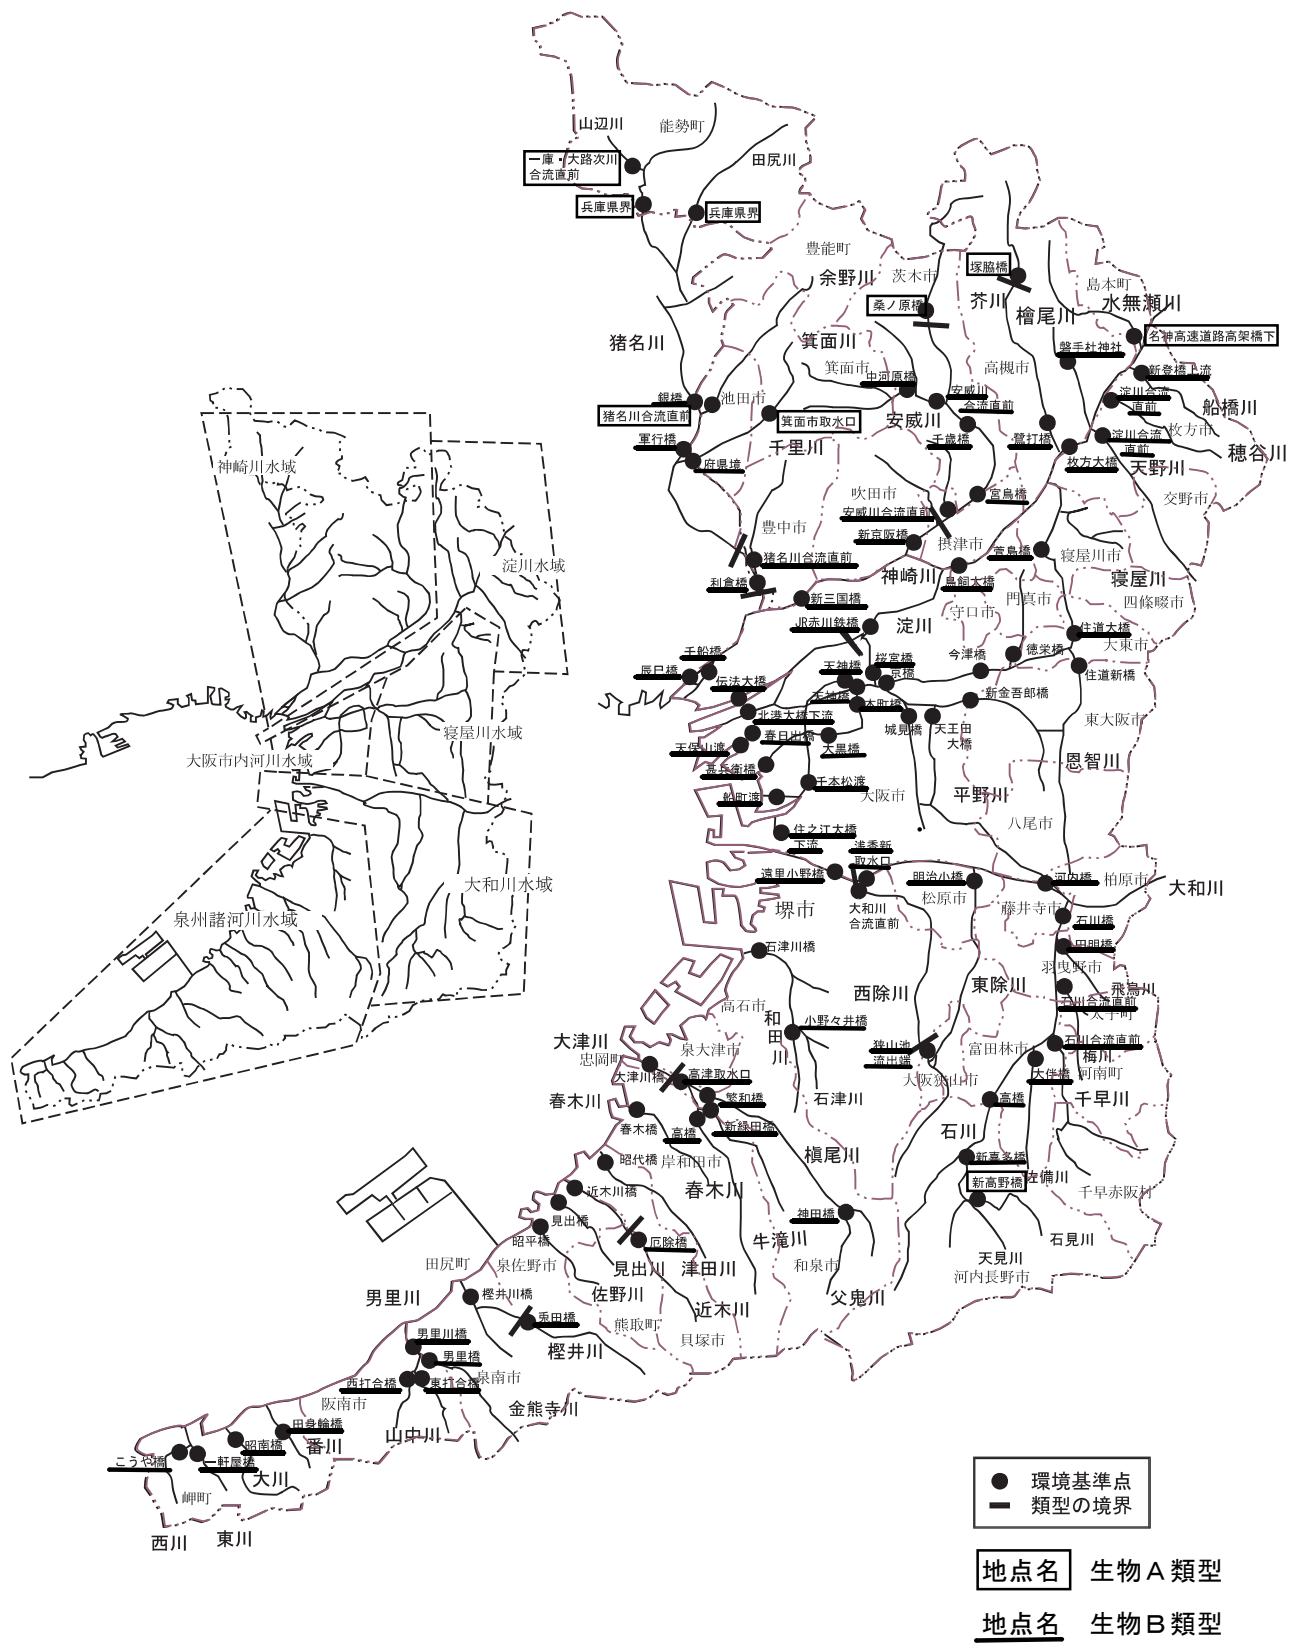 山辺川
能勢町
一庫・大路次川
合流直前
田尻川
兵庫県界
兵庫県界
豊能町
余野川
茨木市
塚脇橋
芥川
島本町
水無瀬川
桑ノ原橋
檜尾川
名神高速道路高架橋下
猪名川
箕面川
箕面市
高槻市
磐手杜神社
新登橋上流
中河原橋
安威川
合流直前
淀川合流
直前
船橋川
銀橋
池田市
猪名川合流直前
箕面市取水口
安威川
枚方市
軍行橋
千里川
千歳橋
鷺打橋
淀川合流
直前
穂谷川
府県境
枚方大橋
天野川
神崎川水域
吹田市
宮鳥橋
交野市
安威川合流直前
豊中市
新京阪橋
摂津市
萱島橋
寝屋川市
淀川水域
猪名川合流直前
神崎川
鳥飼大橋
寝屋川
利倉橋
新三国橋
門真市
四條畷市
守口市
JR赤川鉄橋
淀川
住道大橋
大東市
千船橋
今津橋
徳栄橋
桜宮橋
天神橋
京橋
住道新橋
辰巳橋
伝法大橋
天神橋
本町橋
新金吾郎橋
北港大橋下流
城見橋
天王田
大橋
東大阪市
寝屋川水域
春日出橋
天保山渡
大黒橋
恩智川
大阪市内河川水域
甚兵衛橋
千本松渡
船町渡
大阪市
平野川
八尾市
住之江大橋
下流
浅香新
取水口
遠里小野橋
明治小橋
河内橋
柏原市
大和川
大和川水域
堺市
大和川
合流直前
松原市
藤井寺市
石川橋
泉州諸河川水域
石津川橋
円明橋
羽曳野市
西除川
東除川
飛鳥川
高石市
石川合流直前
太子町
和
田
川
小野々井橋
大津川
狭山池
流出端
富田林市
石川合流直前
梅川
忠岡町
泉大津市
河南町
大津川橋
高津取水口
大阪狭山市
大伴橋
春木川
繁和橋
石津川
高橋
千早川
春木橋
高橋
新緑田橋
石川
昭代橋
岸和田市
槇尾川
新喜多橋
近木川橋
春木川
新高野橋
佐備川
千早赤阪村
見出橋
神田橋
昭平橋
厄除橋
牛滝川
石見川
田尻町
泉佐野市
見出川
津田川
和泉市
天見川
河内長野市
男里川
樫井川橋
佐野川
近木川
父鬼川
兎田橋
熊取町
貝塚市
男里川橋
樫井川
男里橋
西打合橋
東打合橋
泉南市
阪南市
金熊寺川
田身輪橋
山中川
昭南橋
番川
こうや橋
一軒屋橋
大川
岬町
西川
東川
環境基準点
類型の境界
地点名 生物A類型
地点名 生物B類型